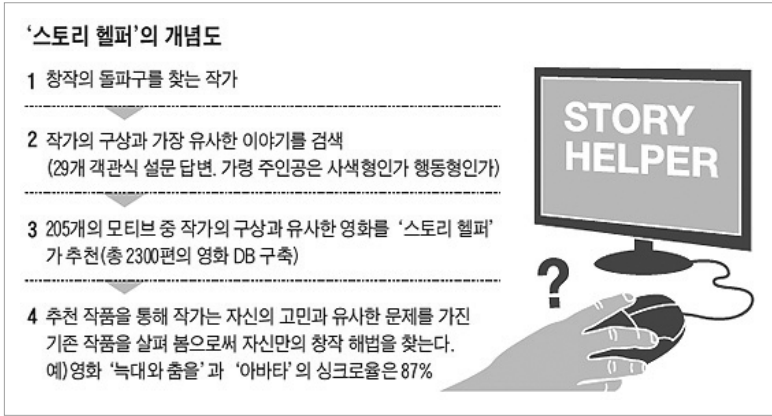 ‘스토리 헬퍼’의 개념도
1 창작의 돌파구를 찾는 작가
2 작가의 구상과 가장 유사한 이야기를 검색
(29개 객관식 설문 답변. 가령 주인공은 사색형인가 행동형인가)
3 205개의 모티브 중 작가의 구상과 유사한 영화를 ‘스토리 헬퍼’
가 추천(총 2300편의 영화 DB 구축)
4 추천 작품을 통해 작가는 자신의 고민과 유사한 문제를 가진
기존 작품을 살펴 봄으로써 자신만의 창작 해법을 찾는다.
예)영화 ‘늑대와 춤을’과 ‘아바타’의 싱크로율은 87%
STORY
HELPER
?